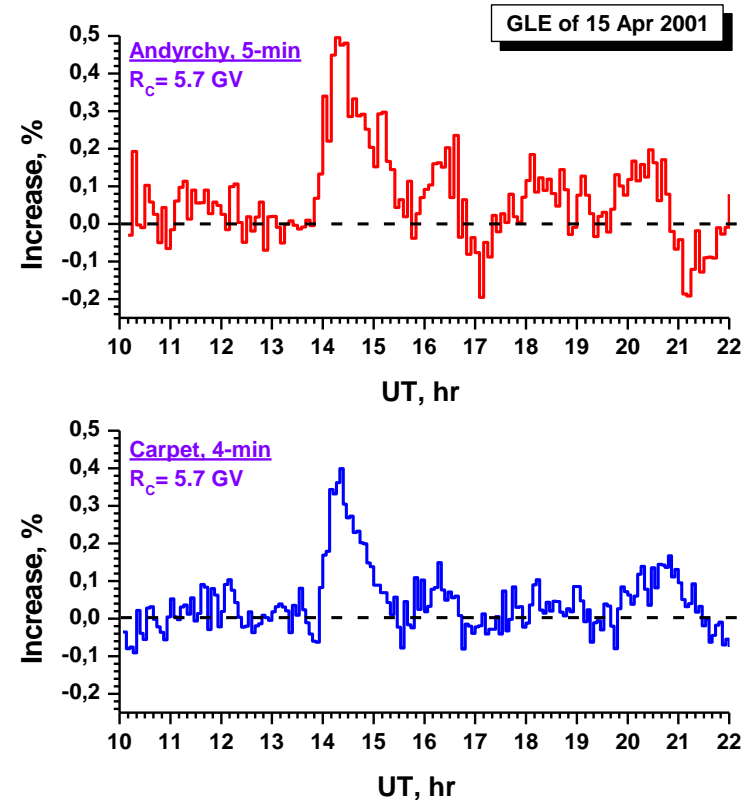 GLE of 15 Apr 2001
Andyrchy, 5-min
R_C= 5.7 GV
Increase, %
0,5
0,4
0,3
0,2
0,1
0,0
-0,1
-0,2
10 11 12 13 14 15 16 17 18 19 20 21 22
UT, hr
Carpet, 4-min
R_C= 5.7 GV
Increase, %
0,5
0,4
0,3
0,2
0,1
0,0
-0,1
-0,2
10 11 12 13 14 15 16 17 18 19 20 21 22
UT, hr